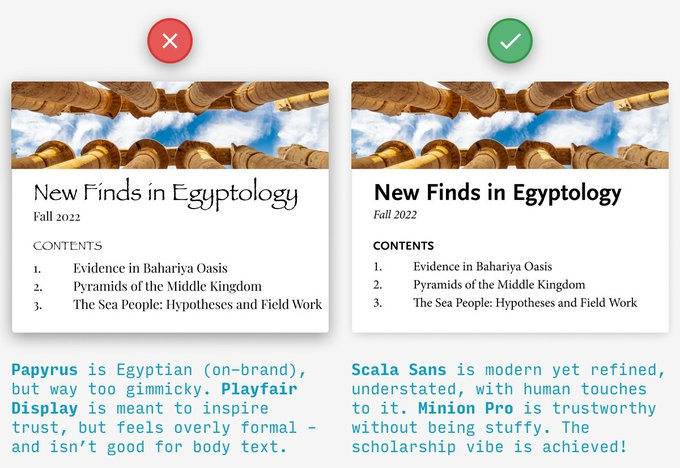 New Finds in Egyptology
Fall 2022
CONTENTS
1. Evidence in Bahariya Oasis
2. Pyramids of the Middle Kingdom
3. The Sea People: Hypotheses and Field Work
Papyrus is Egyptian (on-brand),
but way too gimmicky. Playfair
Display is meant to inspire
trust, but feels overly formal –
and isn’t good for body text.
New Finds in Egyptology
Fall 2022
CONTENTS
1. Evidence in Bahariya Oasis
2. Pyramids of the Middle Kingdom
3. The Sea People: Hypotheses and Field Work
Scala Sans is modern yet refined,
understated, with human touches
to it. Minion Pro is trustworthy
without being stuffy. The
scholarship vibe is achieved!